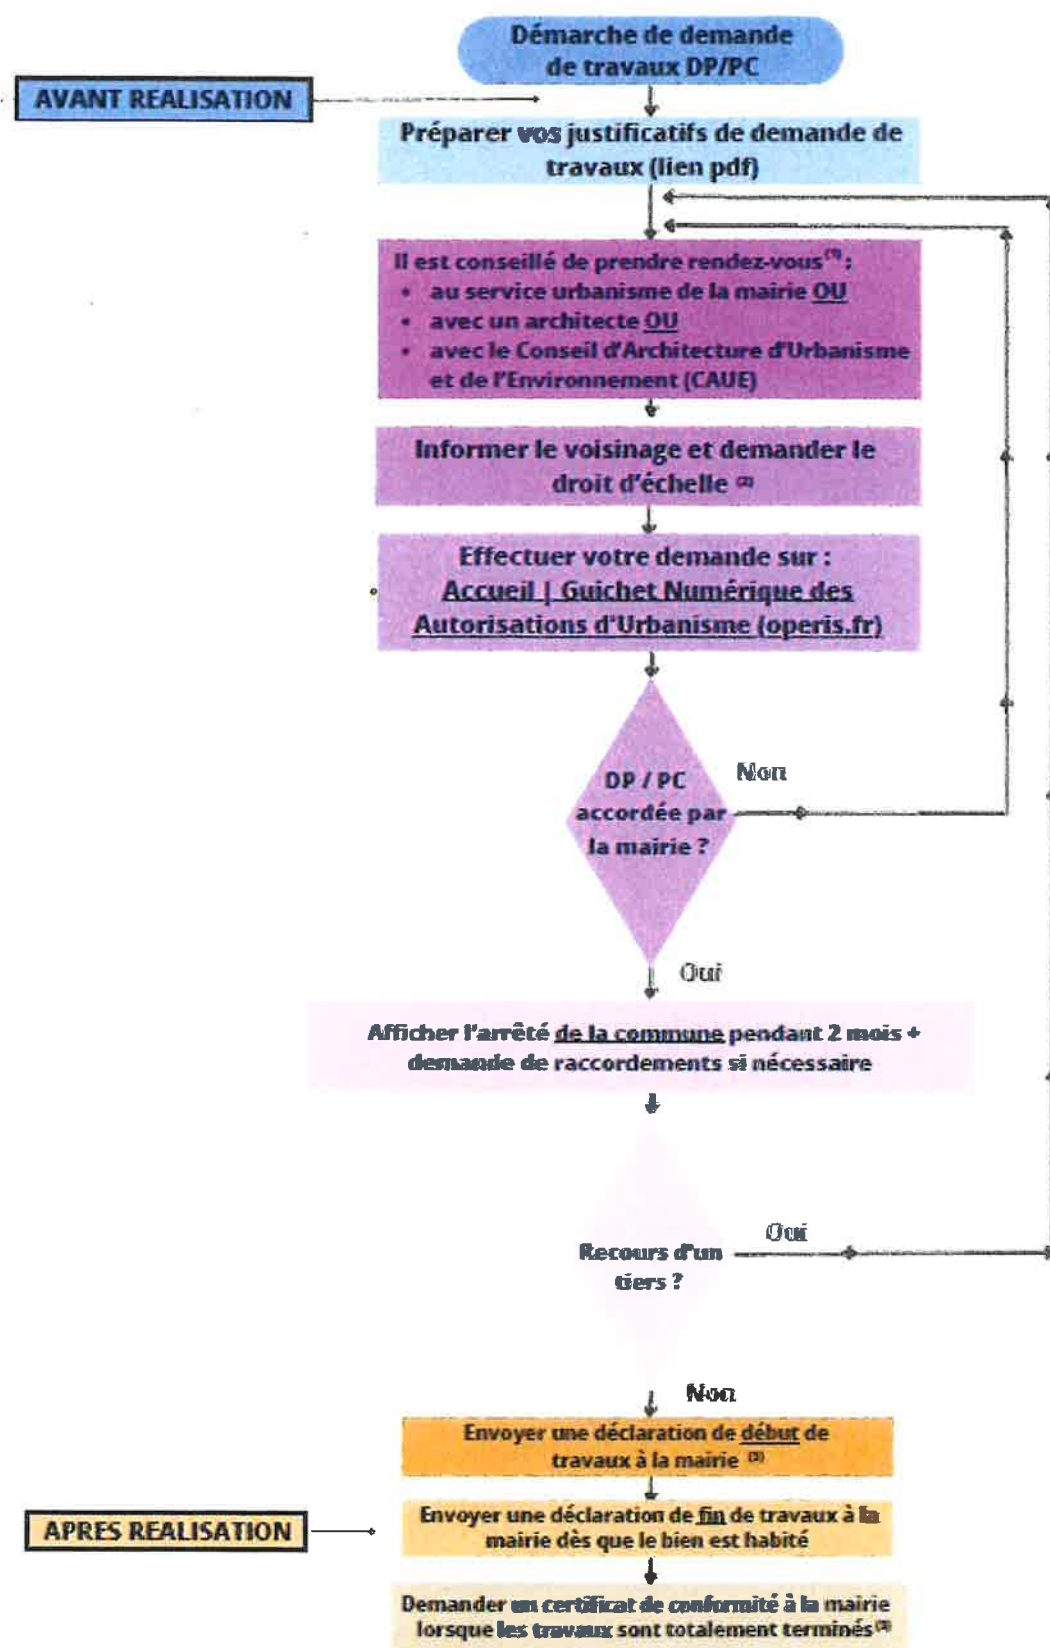 Démarche de demande
de travaux DP/PC
AVANT REALISATION
Préparer vos justificatifs de demande de
travaux (lien pdf)
Il est conseillé de prendre rendez-vous(1) :
• au service urbanisme de la mairie OU
• avec un architecte OU
• avec le Conseil d'Architecture d'Urbanisme
et de l'Environnement (CAUE)
Informer le voisinage et demander le
droit d'échelle (2)
Effectuer votre demande sur :
Accueil | Guichet Numérique des
Autorisations d'Urbanisme (operis.fr)
DP / PC
accordée par
la mairie ?
Non
Oui
Afficher l'arrêté de la commune pendant 2 mois +
demande de raccordements si nécessaire
Recours d'un
tiers ?
Oui
Non
Envoyer une déclaration de début de
travaux à la mairie (3)
APRES REALISATION
Envoyer une déclaration de fin de travaux à la
mairie dès que le bien est habité
Demander un certificat de conformité à la mairie
lorsque les travaux sont totalement terminés(3)